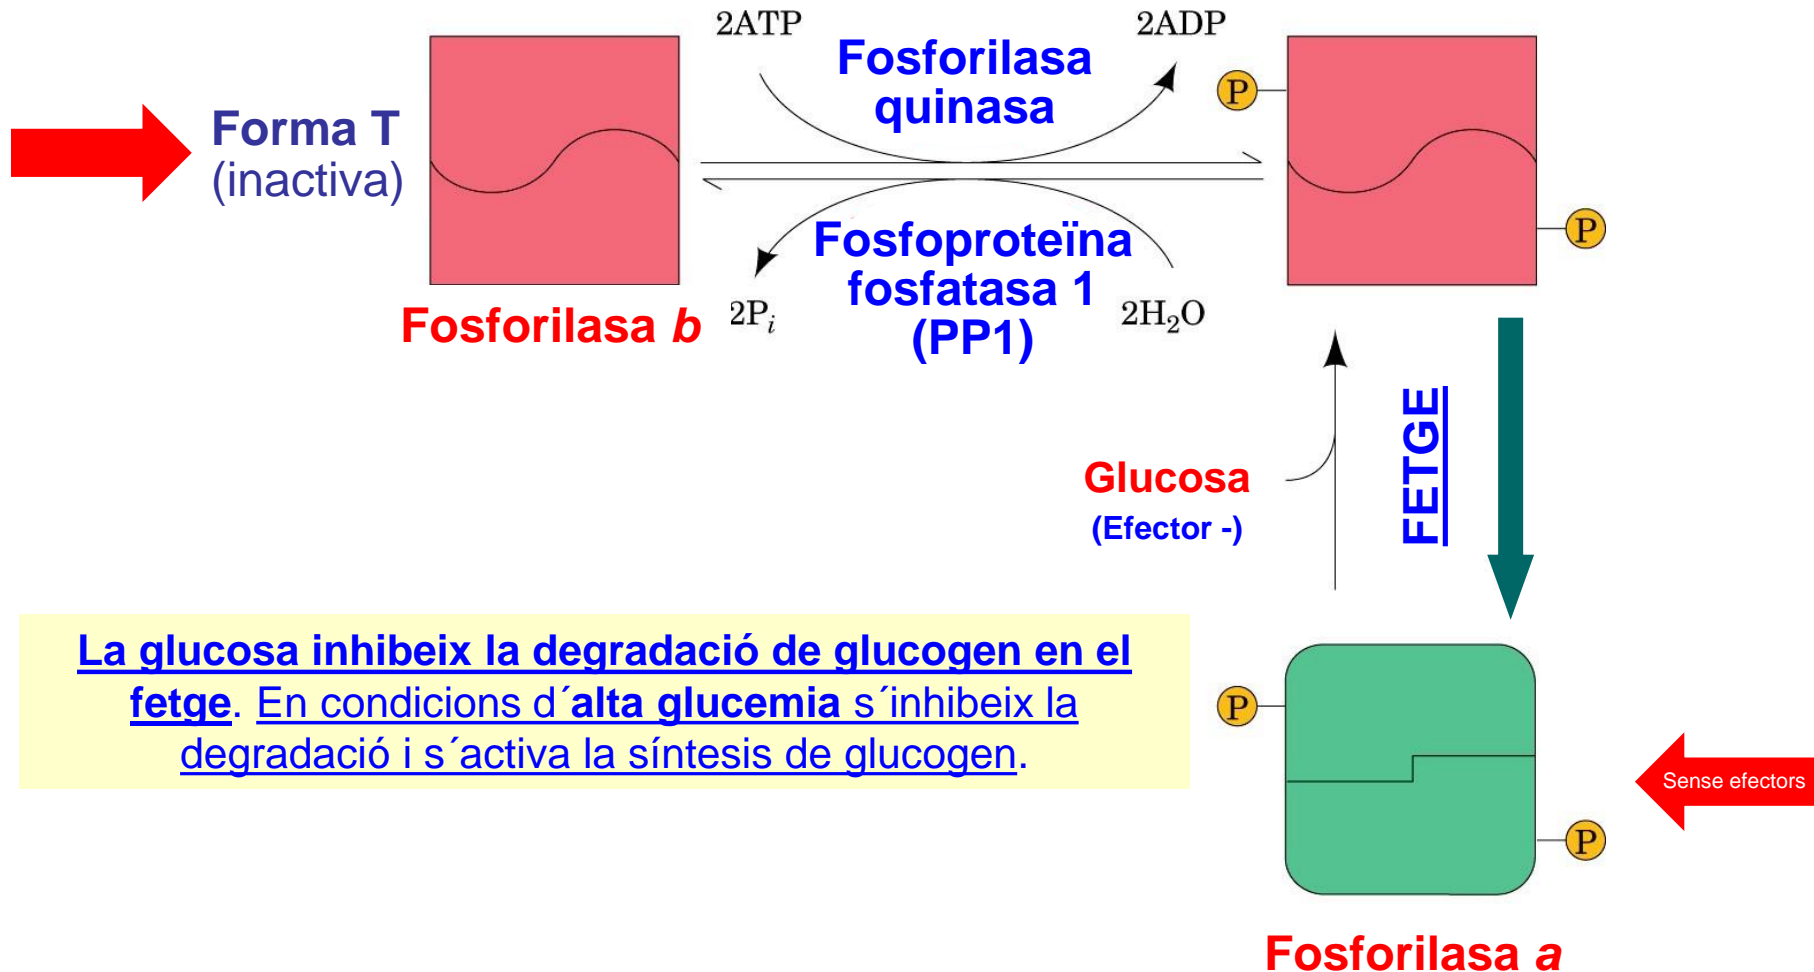 2ATP
2ADP
Fosforilasa
quinasa
P
Forma T
(inactiva)
P
Fosfoproteïna
fosfatasa 1
(PP1)
2Pi
2H2O
Fosforilasa b
FETGE
Glucosa
(Efector -)
La glucosa inhibeix la degradació de glucogen en el
fetge. En condicions d´alta glucemia s´inhibeix la
degradació i s´activa la síntesis de glucogen.
P
Sense efectors
P
Fosforilasa a